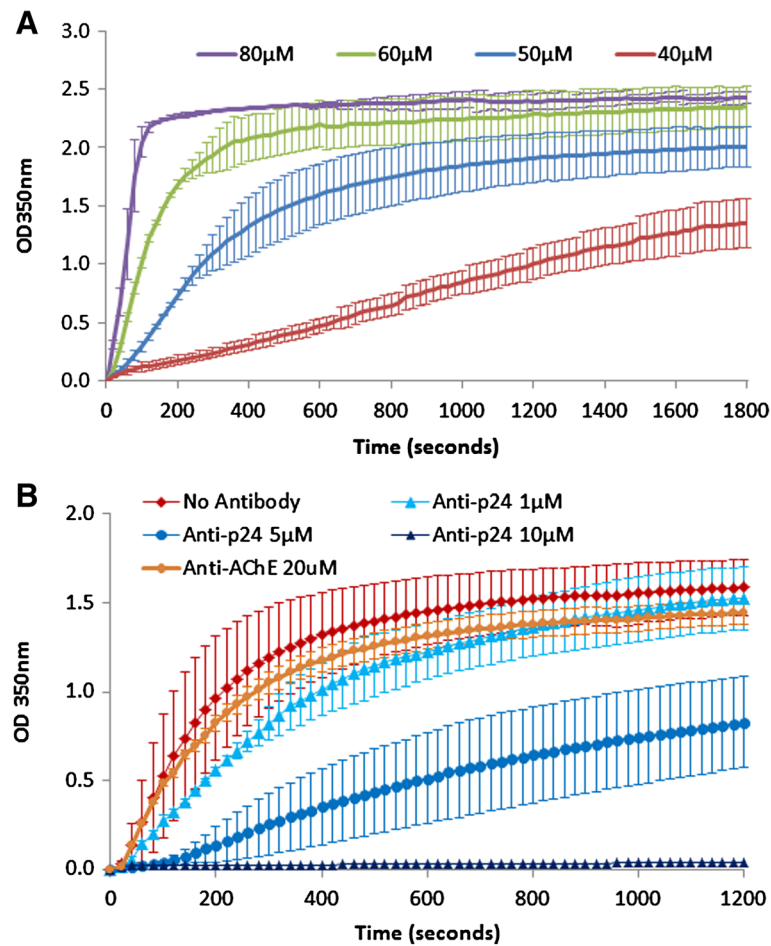 A
80µM 60µM 50µM 40µM
3.0
2.5
2.0
1.5
1.0
0.5
0.0
OD350nm
0 200 400 600 800 1000 1200 1400 1600 1800
Time (seconds)
B
No Antibody Anti-p24 1µM
Anti-p24 5µM Anti-p24 10µM
Anti-AChE 20uM
2.0
1.5
1.0
0.5
0.0
OD 350nm
0 200 400 600 800 1000 1200
Time (seconds)